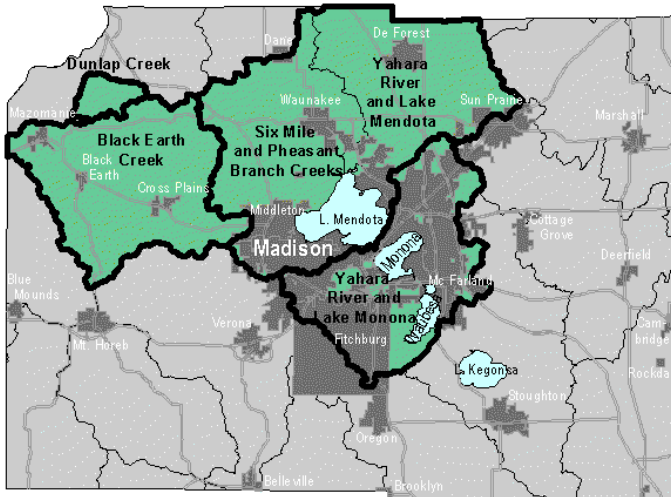 De Forest
Dane
Dunlap Creek
Yahara
River
and Lake
Mendota
Mazomanie
Waunakee
Sun Prairie
Marshall
Black Earth
Creek
Six Mile
and Pheasant
Branch Creeks
Black
Earth
Cross Plains
Middleton
L. Mendota
Cottage
Grove
Madison
Monona
Deerfield
Blue
Mounds
Yahara
River and
Lake Monona
Mc Farland
Waubesa
Cam-
bridge
Mt. Horeb
Verona
Fitchburg
L. Kegonsa
Rockda
Stoughton
Oregon
Belleville
Brooklyn